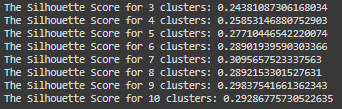 The Silhouette Score for 3 clusters: 0.24381087306168034
The Silhouette Score for 4 clusters: 0.25853146880752903
The Silhouette Score for 5 clusters: 0.27710446542220074
The Silhouette Score for 6 clusters: 0.28901939590303366
The Silhouette Score for 7 clusters: 0.3095657523337563
The Silhouette Score for 8 clusters: 0.2892153301527631
The Silhouette Score for 9 clusters: 0.29837541661362343
The Silhouette Score for 10 clusters: 0.29286775730522635